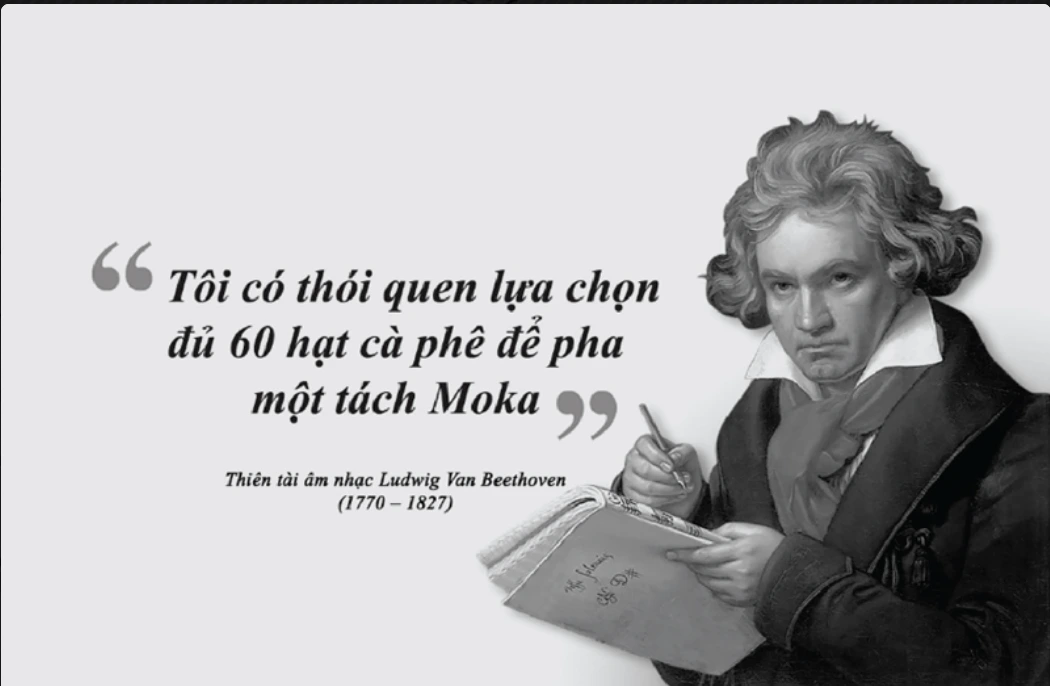 “ Tôi có thói quen lựa chọn
đủ 60 hạt cà phê để pha
một tách Moka ”
Thiên tài âm nhạc Ludwig Van Beethoven
(1770 – 1827)